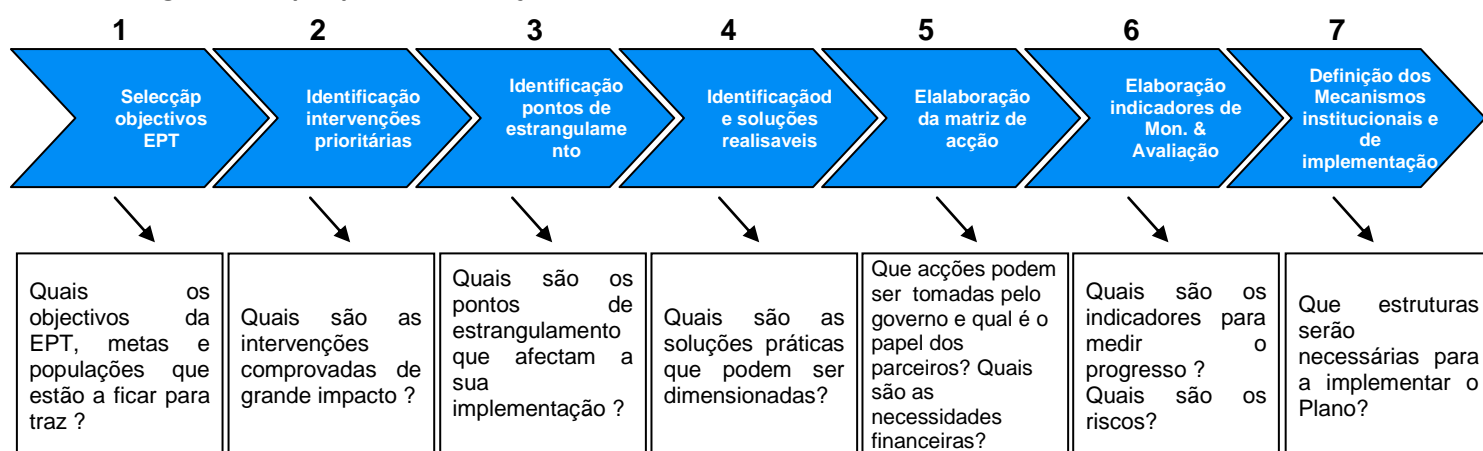 1 2 3 4 5 6 7
Selecçãp
objectivos
EPT
Identificação
intervenções
prioritárias
Identificação
pontos de
estrangulame
nto
Identificaçãod
e soluções
realisaveis
Elalaboração
da matriz de
acção
Elaboração
indicadores de
Mon. &
Avaliação
Definição dos
Mecanismos
institucionais e
de
implementação
Quais os
objectivos da
EPT, metas e
populações que
estão a ficar para
traz ?
Quais são as
intervenções
comprovadas de
grande impacto ?
Quais são os
pontos de
estrangulamento
que afectam a
sua
implementação ?
Quais são as
soluções práticas
que podem ser
dimensionadas?
Que acções podem
ser tomadas pelo
governo e qual é o
papel dos
parceiros? Quais
são as
necessidades
financeiras?
Quais são os
indicadores para
medir o
progresso ?
Quais são os
riscos?
Que estruturas
serão
necessárias para
a implementar o
Plano?